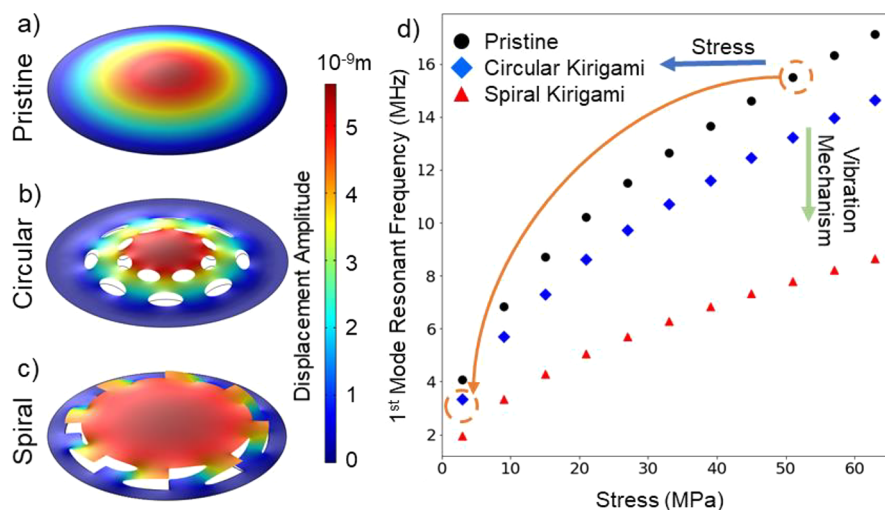 a)
Pristine
b)
Circular
c)
Spiral
10-9m
5
4
3
2
1
0
Displacement Amplitude
d)
Pristine
Circular Kirigami
Spiral Kirigami
Stress
Vibration
Mechanism
1st Mode Resonant Frequency (MHz)
16
14
12
10
8
6
4
2
0
10
20
30
40
50
60
Stress (MPa)